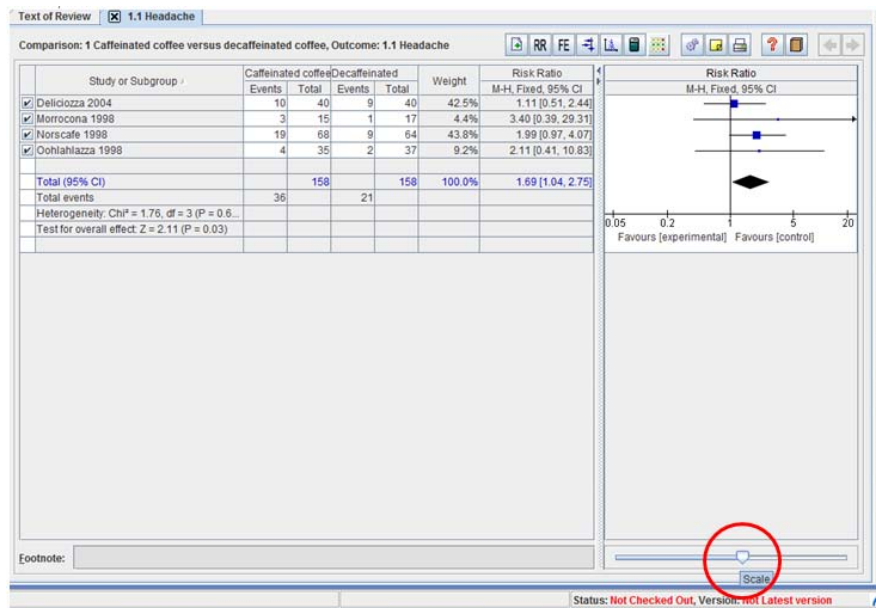 Text of Review 1.1 Headache
Comparison: 1 Caffeinated coffee versus decaffeinated coffee, Outcome: 1.1 Headache RR FE
Study or Subgroup Caffeinated coffee Decaffeinated Weight Risk Ratio Risk Ratio
Events Total Events Total M-H, Fixed, 95% CI M-H, Fixed, 95% CI
Deliciozza 2004 10 40 9 40 42.5% 1.11 [0.51, 2.44]
Morrocona 1998 3 15 1 17 4.4% 3.40 [0.39, 29.31]
Norscafe 1998 19 68 9 64 43.8% 1.99 [0.97, 4.07]
Oohlahlazza 1998 4 35 2 37 9.2% 2.11 [0.41, 10.83]
Total (95% CI) 158 158 100.0% 1.69 [1.04, 2.75]
Total events 36 21
Heterogeneity: Chi² = 1.76, df = 3 (P = 0.6...
Test for overall effect: Z = 2.11 (P = 0.03)
0.05 0.2 1 5 20
Favours [experimental] Favours [control]
Footnote:
Scale
Status: Not Checked Out, Version: Not Latest version